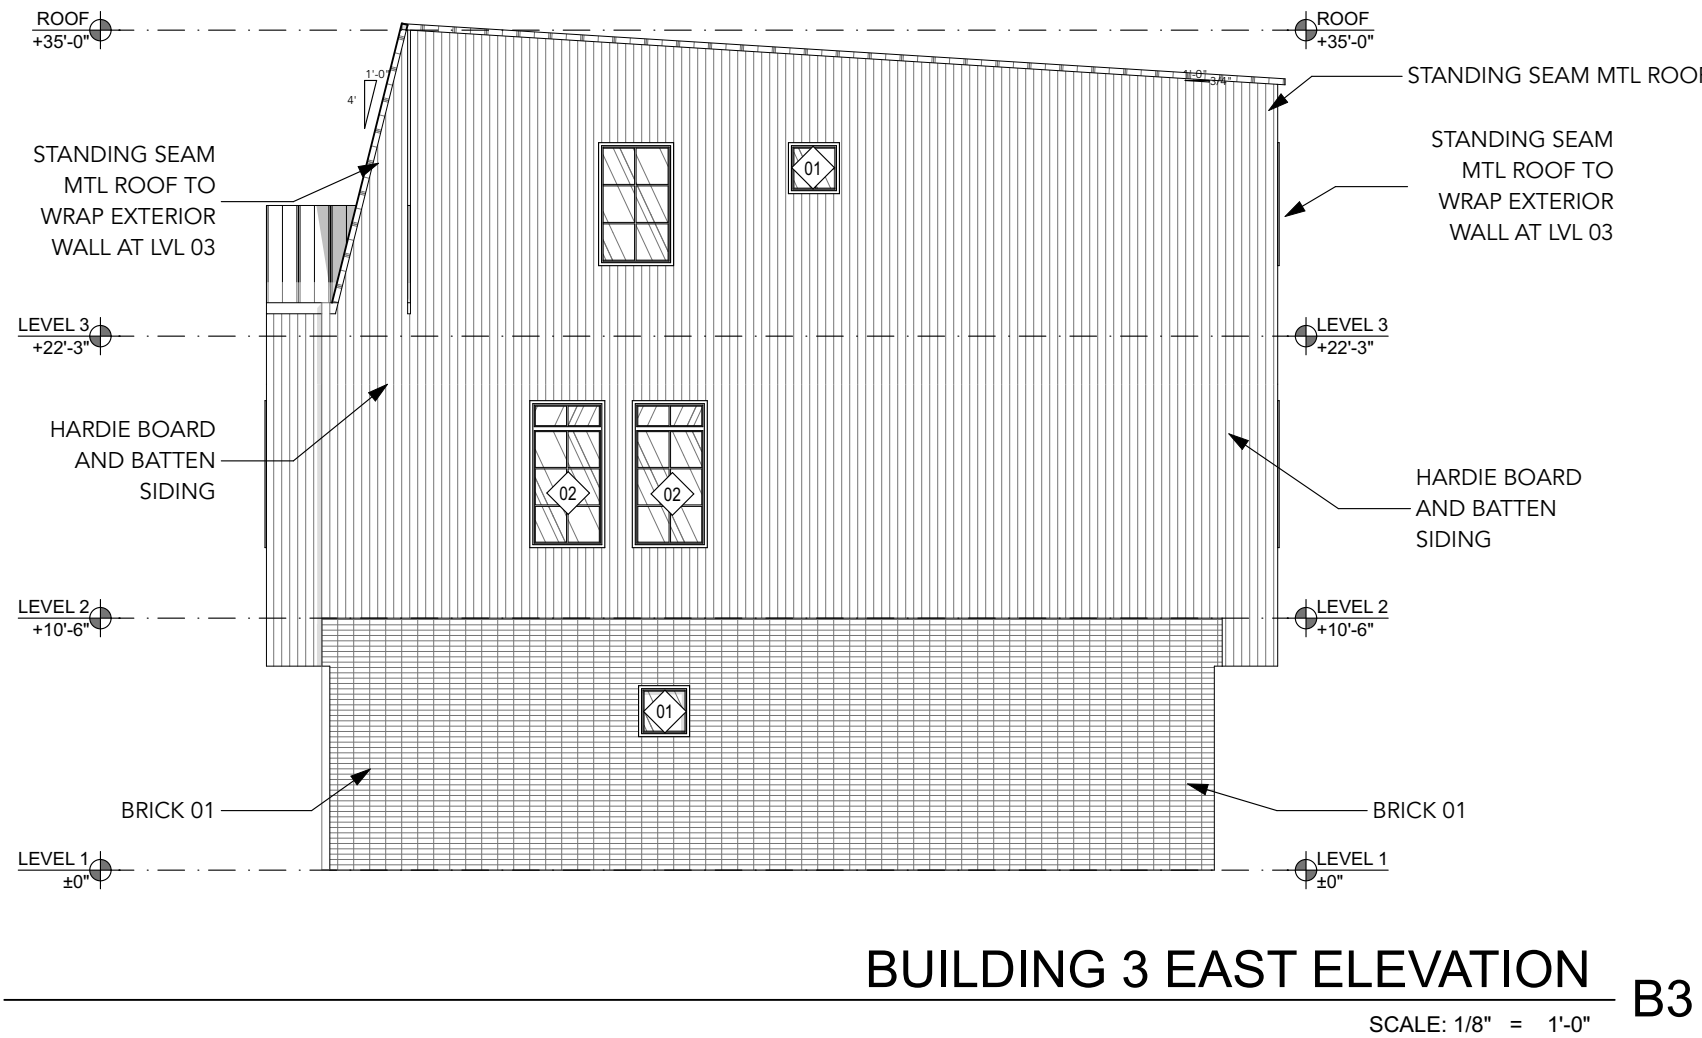 ROOF
+35'-0"
ROOF
+35'-0"
1'-0"
4'
1'-0"
3/4"
STANDING SEAM MTL ROOF
STANDING SEAM
MTL ROOF TO
WRAP EXTERIOR
WALL AT LVL 03
STANDING SEAM
MTL ROOF TO
WRAP EXTERIOR
WALL AT LVL 03
01
LEVEL 3
+22'-3"
LEVEL 3
+22'-3"
HARDIE BOARD
AND BATTEN
SIDING
02
02
HARDIE BOARD
AND BATTEN
SIDING
LEVEL 2
+10'-6"
LEVEL 2
+10'-6"
01
BRICK 01
BRICK 01
LEVEL 1
±0"
LEVEL 1
±0"
BUILDING 3 EAST ELEVATION
B3
SCALE: 1/8" = 1'-0"